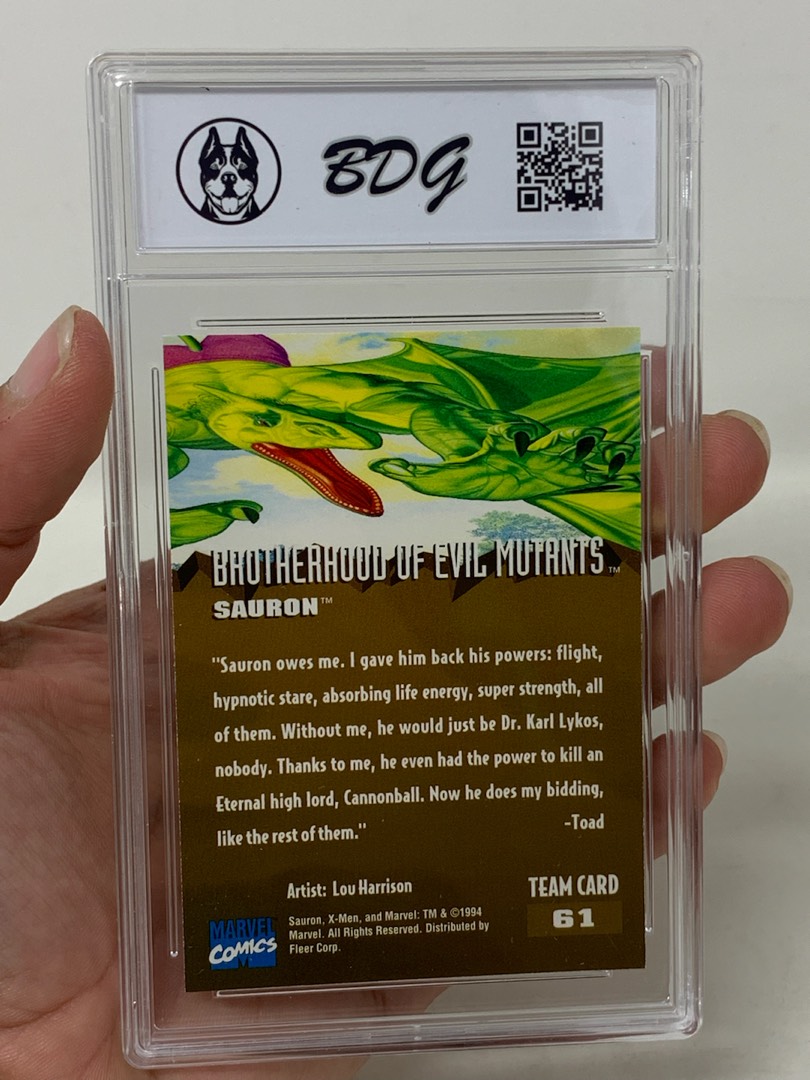 BDG
BROTHERHOOD OF EVIL MUTANTS™
SAURON™
"Sauron owes me. I gave him back his powers: flight,
hypnotic stare, absorbing life energy, super strength, all
of them. Without me, he would just be Dr. Karl Lykos,
nobody. Thanks to me, he even had the power to kill an
Eternal high lord, Cannonball. Now he does my bidding,
like the rest of them." -Toad
Artist: Lou Harrison
TEAM CARD
61
MARVEL
COMICS
Sauron, X-Men, and Marvel: TM & ©1994
Marvel. All Rights Reserved. Distributed by
Fleer Corp.